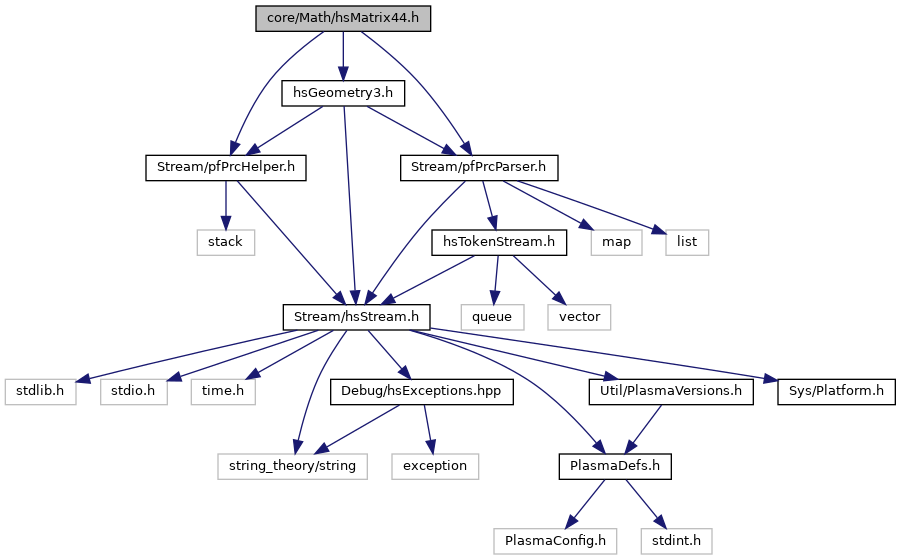 core/Math/hsMatrix44.h
hsGeometry3.h
Stream/pfPrcHelper.h
Stream/pfPrcParser.h
stack
hsTokenStream.h
map
list
Stream/hsStream.h
queue
vector
stdlib.h
stdio.h
time.h
Debug/hsExceptions.hpp
Util/PlasmaVersions.h
Sys/Platform.h
string_theory/string
exception
PlasmaDefs.h
PlasmaConfig.h
stdint.h